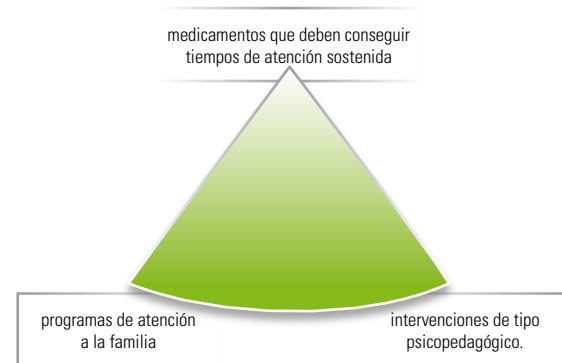 medicamentos que deben conseguir
tiempos de atención sostenida
programas de atención
a la familia
intervenciones de tipo
psicopedagógico.